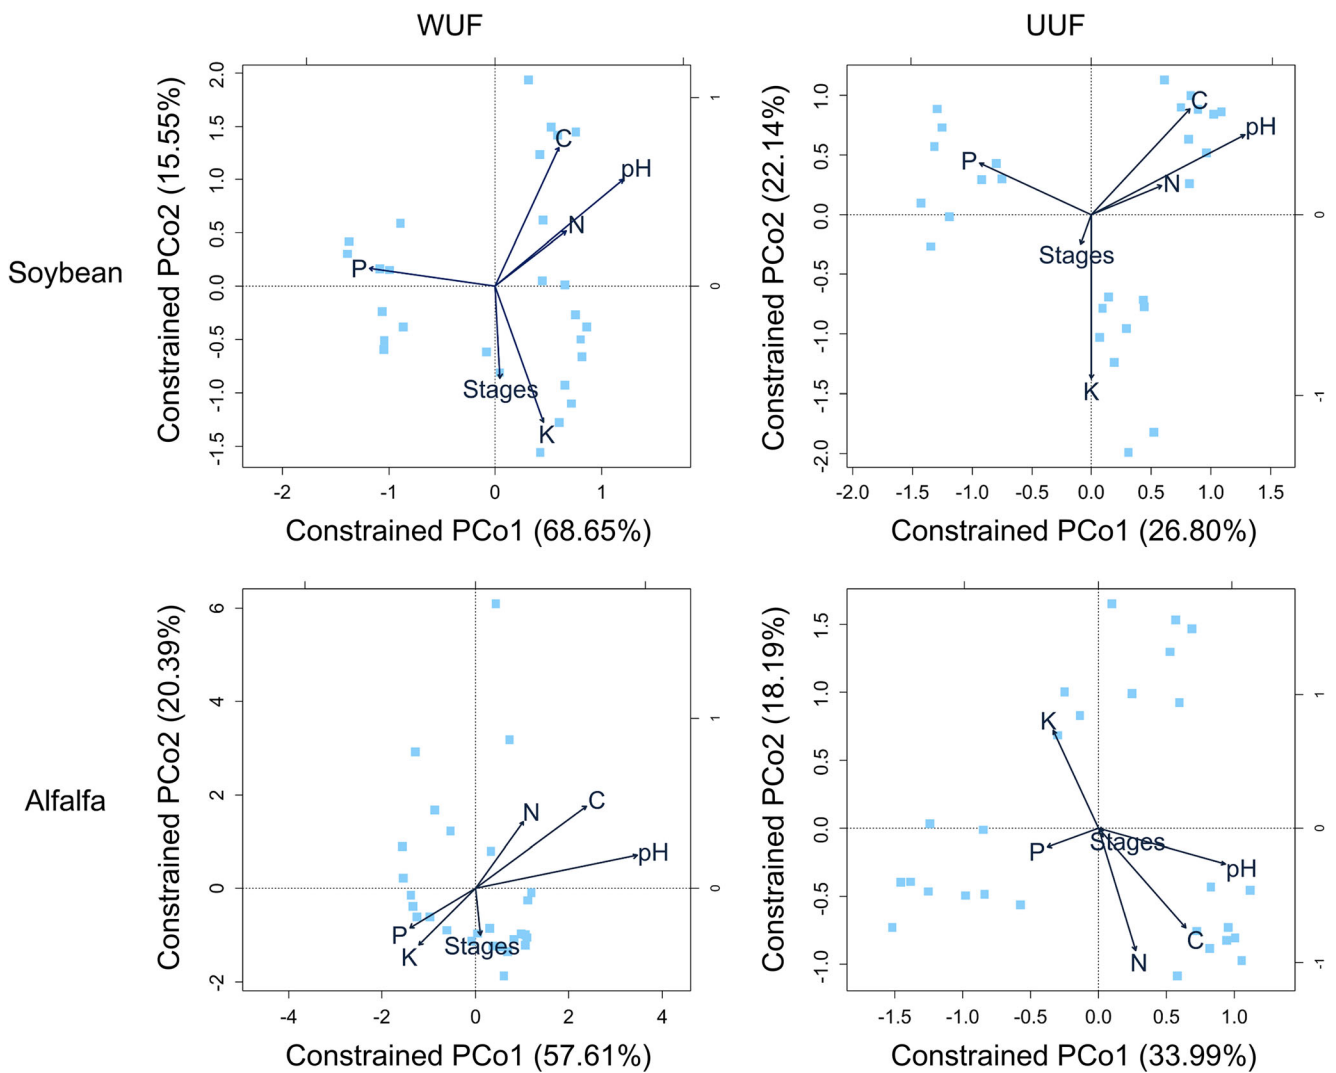 WUF
UUF
Soybean
Constrained PCo2 (15.55%)
2.0
1.5
1.0
0.5
0.0
-0.5
-1.0
-1.5
C
pH
N
P
Stages
K
1
0
-2
-1
0
1
Constrained PCo1 (68.65%)
Constrained PCo2 (22.14%)
1.0
0.5
0.0
-0.5
-1.0
-1.5
-2.0
C
pH
P
N
Stages
K
0
-1
-2.0
-1.5
-1.0
-0.5
0.0
0.5
1.0
1.5
Constrained PCo1 (26.80%)
Alfalfa
Constrained PCo2 (20.39%)
6
4
2
0
-2
N
C
pH
P
K
Stages
1
0
-4
-2
0
2
4
Constrained PCo1 (57.61%)
Constrained PCo2 (18.19%)
1.5
1.0
0.5
0.0
-0.5
-1.0
K
P
Stages
pH
C
N
1
0
-1
-1.5
-1.0
-0.5
0.0
0.5
1.0
Constrained PCo1 (33.99%)